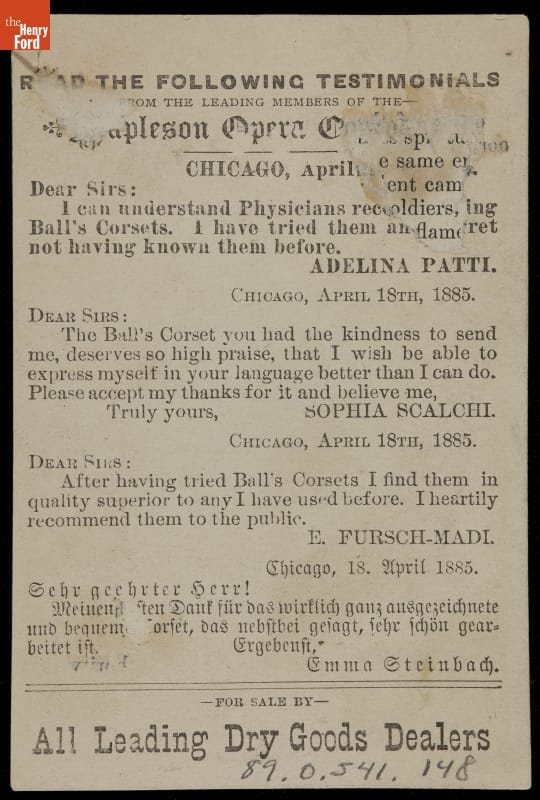 the
Henry
Ford
THE FOLLOWING TESTIMONIALS
FROM THE LEADING MEMBERS OF THE—
Mapleson Opera
CHICAGO, April
same
cam
flame
Dear Sirs:
I can understand Physicians
Ball's Corsets. I have tried them
not having known them before.
ADELINA PATTI.
CHICAGO, APRIL 18TH, 1885.
DEAR SIRS:
The Ball's Corset you had the kindness to send
me, deserves so high praise, that I wish be able to
express myself in your language better than I can do.
Please accept my thanks for it and believe me,
Truly yours, SOPHIA SCALCHI.
CHICAGO, APRIL 18TH, 1885.
DEAR SIRS:
After having tried Ball's Corsets I find them in
quality superior to any I have used before. I heartily
recommend them to the public.
E. FURSCH-MADI.
Chicago, 18. April 1885.
Sehr geehrter Herr!
Meinen Dank für das wirklich ganz ausgezeichnete
und das nebstbei gesagt, sehr schön gear-
beitet ist. Ergebenst,
Emma Steinbach.
—FOR SALE BY—
All Leading Dry Goods Dealers
89.0.541.148